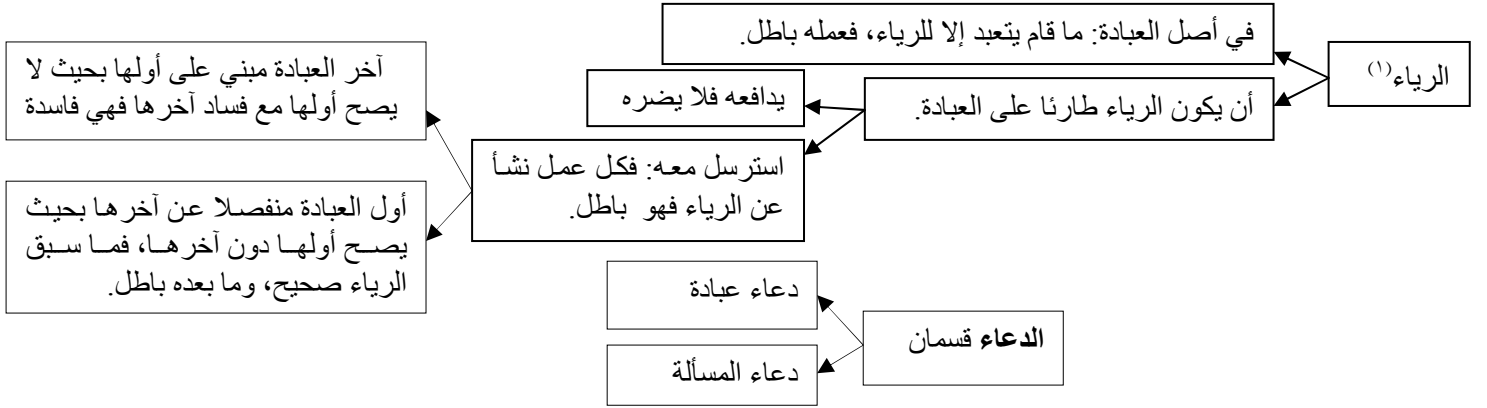 الرياء(١)
في أصل العبادة: ما قام يتعبد إلا للرياء، فعمله باطل.
أن يكون الرياء طارئا على العبادة.
يدافعه فلا يضره
استرسل معه: فكل عمل نشأ
عن الرياء فهو باطل.
آخر العبادة مبني على أولها بحيث لا
يصح أولها مع فساد آخرها فهي فاسدة
أول العبادة منفصلا عن آخرها بحيث
يصح أولها دون آخرها، فما سبق
الرياء صحيح، وما بعده باطل.
الدعاء قسمان
دعاء عبادة
دعاء المسألة